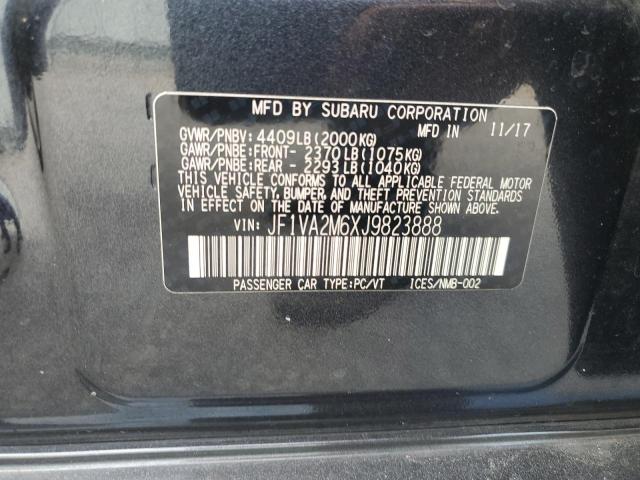 MFD BY SUBARU CORPORATION
GVWR/PNBV: 4409LB(2000KG) MFD IN 11/17
GAWR/PNBE:FRONT- 2370LB(1075KG)
GAWR/PNBE:REAR - 2293LB(1040KG)
THIS VEHICLE CONFORMS TO ALL APPLICABLE FEDERAL MOTOR
VEHICLE SAFETY, BUMPER, AND THEFT PREVENTION STANDARDS
IN EFFECT ON THE DATE OF MANUFACTURE SHOWN ABOVE.
VIN: JF1VA2M6XJ9823888
PASSENGER CAR TYPE:PC/VT ICES/NMB-002